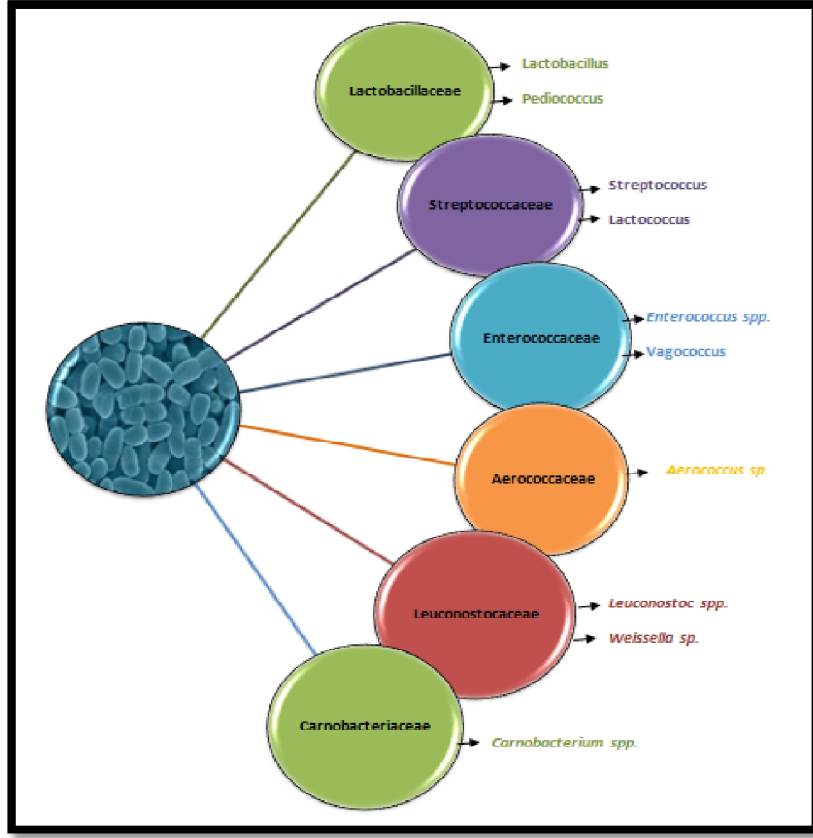 Lactobacillaceae
Lactobacillus
Pediococcus
Streptococcaceae
Streptococcus
Lactococcus
Enterococcaceae
Enterococcus spp.
Vagococcus
Aerococcaceae
Aerococcus sp.
Leuconostocaceae
Leuconostoc spp.
Weissella sp.
Carnobacteriaceae
Carnobacterium spp.